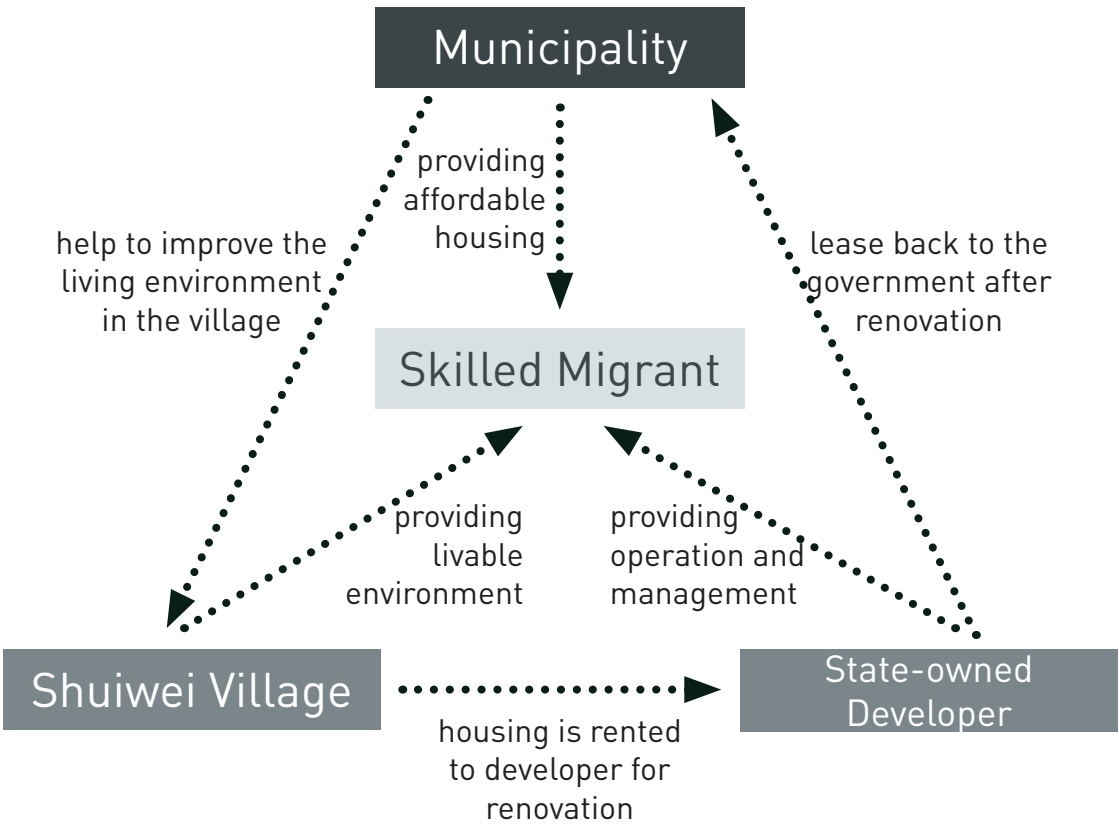 Municipality
providing
affordable
housing
help to improve the
living environment
in the village
lease back to the
government after
renovation
Skilled Migrant
providing
livable
environment
providing
operation and
management
Shuiwei Village
State-owned
Developer
housing is rented
to developer for
renovation